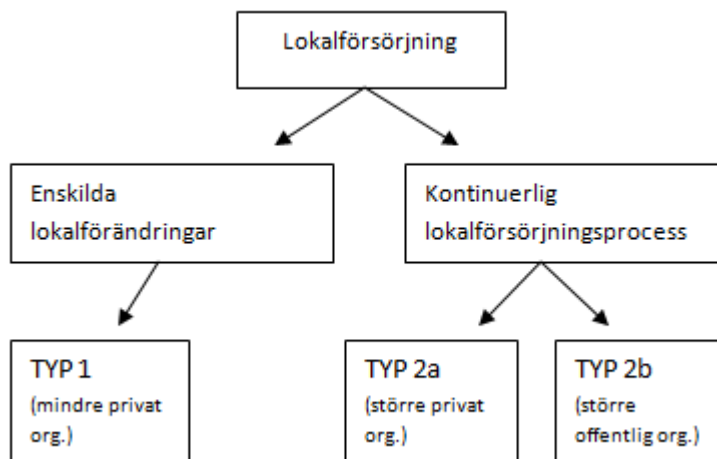 Lokalförsörjning
Enskilda
lokalförändringar
Kontinuerlig
lokalförsörjningsprocess
TYP 1
(mindre privat
org.)
TYP 2a
(större privat
org.)
TYP 2b
(större
offentlig org.)